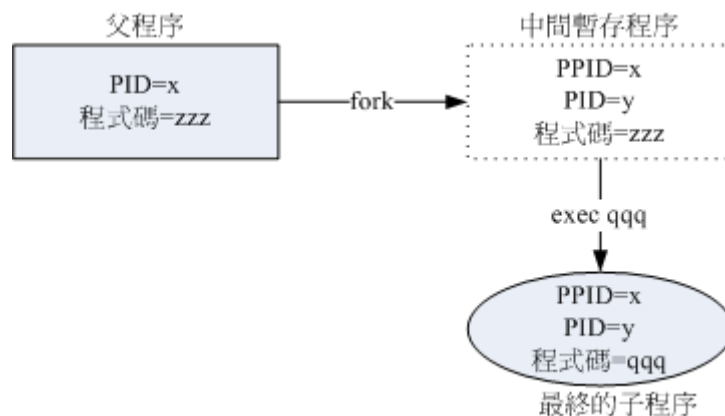 父程序
PID=x
程式碼=zzz
fork
中間暫存程序
PPID=x
PID=y
程式碼=zzz
exec qqq
PPID=x
PID=y
程式碼=qqq
最終的子程序